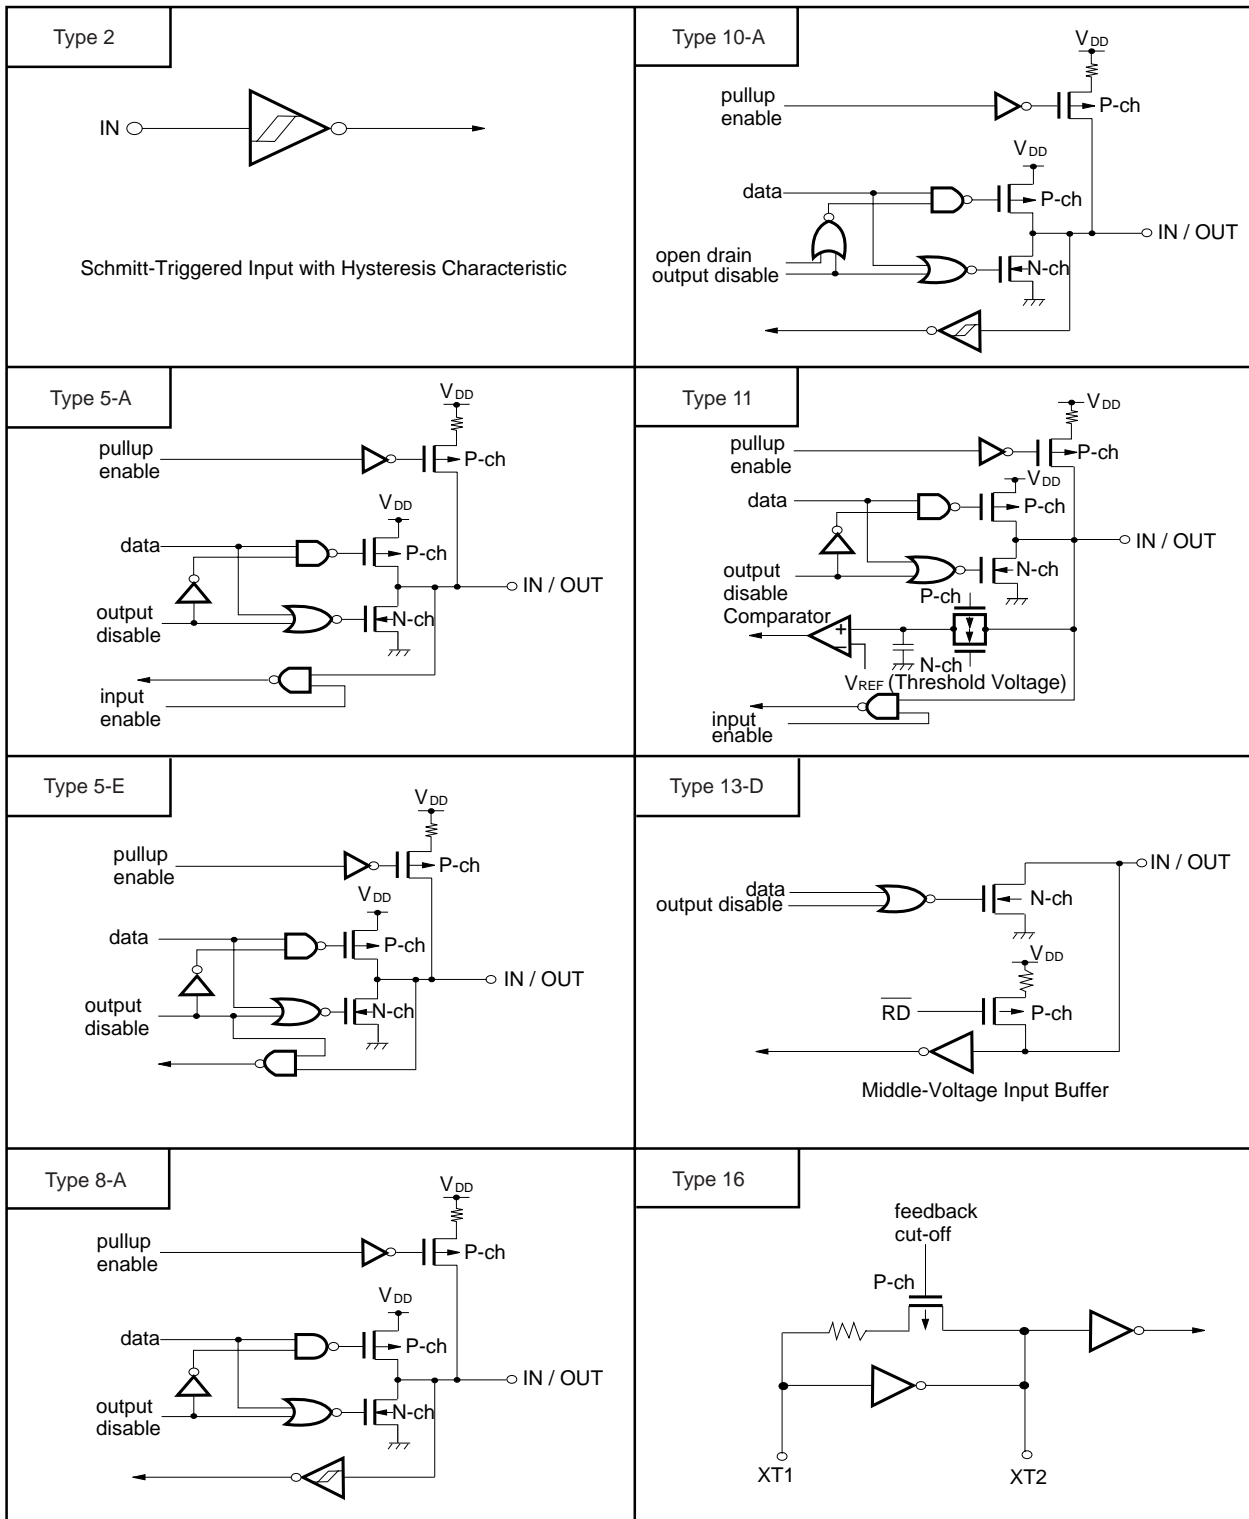 Type 2
IN
Schmitt-Triggered Input with Hysteresis Characteristic
Type 10-A
VDD
pullup
enable
P-ch
VDD
data
P-ch
IN / OUT
open drain
output disable
N-ch
Type 5-A
VDD
pullup
enable
P-ch
VDD
data
P-ch
IN / OUT
output
disable
N-ch
input
enable
Type 11
VDD
pullup
enable
P-ch
VDD
data
P-ch
IN / OUT
output
disable
N-ch
P-ch
Comparator
+
−
N-ch
VREF (Threshold Voltage)
input
enable
Type 5-E
VDD
pullup
enable
P-ch
VDD
data
P-ch
IN / OUT
output
disable
N-ch
Type 13-D
IN / OUT
data
output disable
N-ch
VDD
RD
P-ch
Middle-Voltage Input Buffer
Type 8-A
VDD
pullup
enable
P-ch
VDD
data
P-ch
IN / OUT
output
disable
N-ch
Type 16
feedback
cut-off
P-ch
XT1
XT2